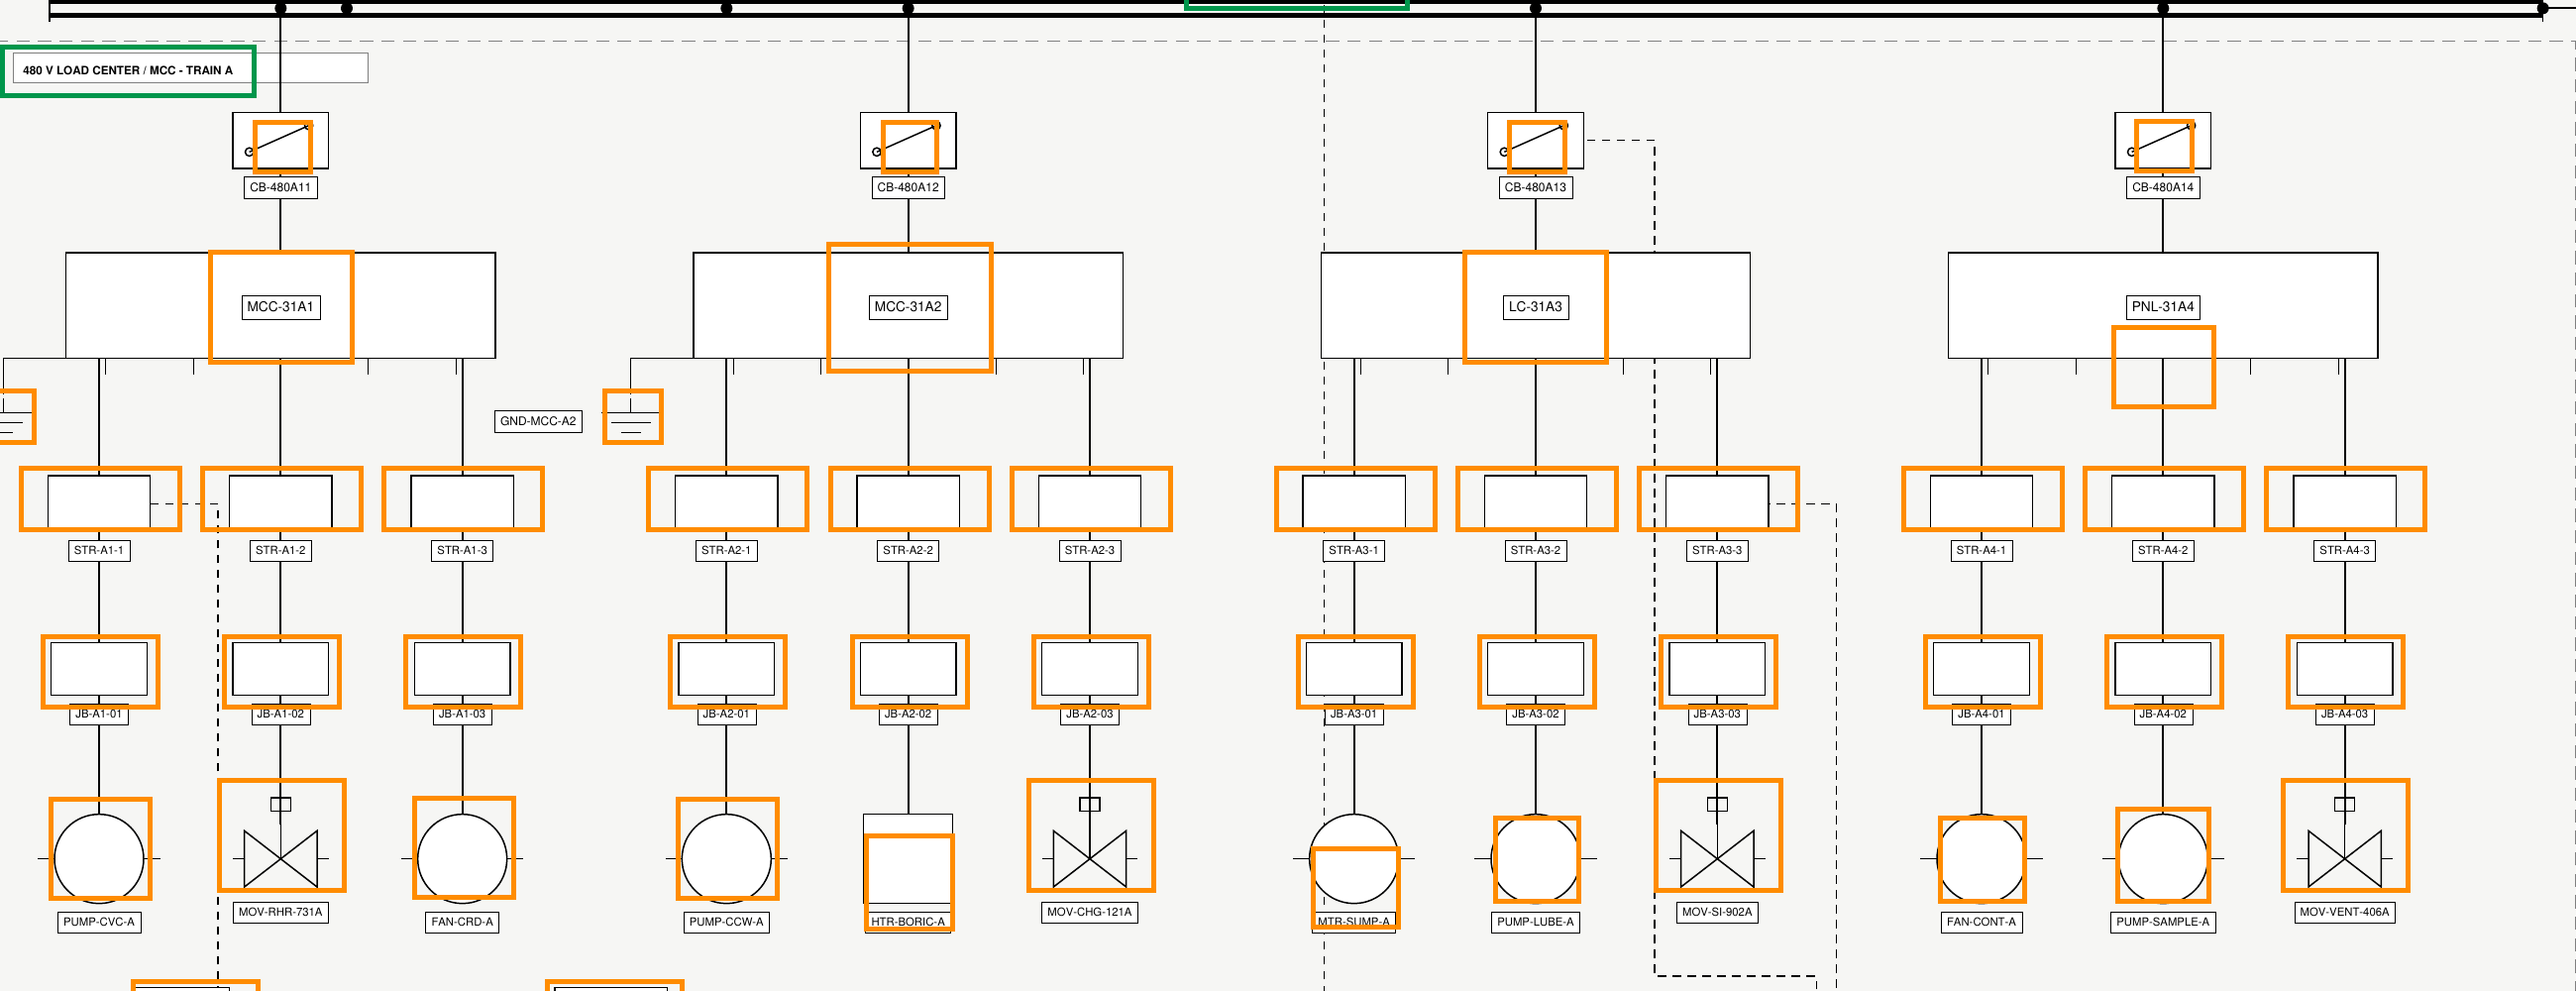 480 V LOAD CENTER / MCC - TRAIN A
CB-480A11
CB-480A12
CB-480A13
CB-480A14
MCC-31A1
MCC-31A2
LC-31A3
PNL-31A4
GND-MCC-A2
STR-A1-1
STR-A1-2
STR-A1-3
STR-A2-1
STR-A2-2
STR-A2-3
STR-A3-1
STR-A3-2
STR-A3-3
STR-A4-1
STR-A4-2
STR-A4-3
JB-A1-01
JB-A1-02
JB-A1-03
JB-A2-01
JB-A2-02
JB-A2-03
JB-A3-01
JB-A3-02
JB-A3-03
JB-A4-01
JB-A4-02
JB-A4-03
PUMP-CVC-A
MOV-RHR-731A
FAN-CRD-A
PUMP-CCW-A
HTR-BORIC-A
MOV-CHG-121A
MTR-SUMP-A
PUMP-LUBE-A
MOV-SI-902A
FAN-CONT-A
PUMP-SAMPLE-A
MOV-VENT-406A